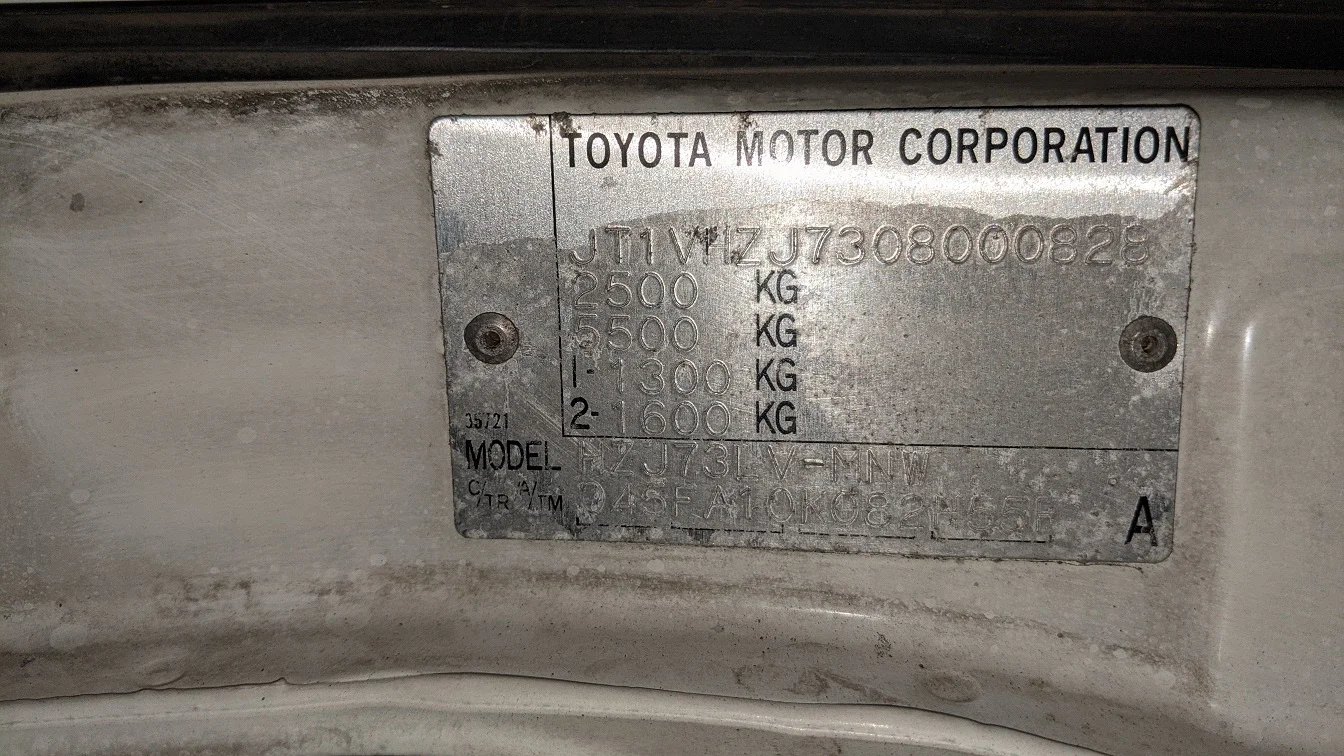 TOYOTA MOTOR CORPORATION
JT1VHZJ7308000828
2500 KG
5500 KG
1- 1300 KG
2- 1600 KG
35721
MODEL HZJ73LV-MNW
C/TR A/TM
A